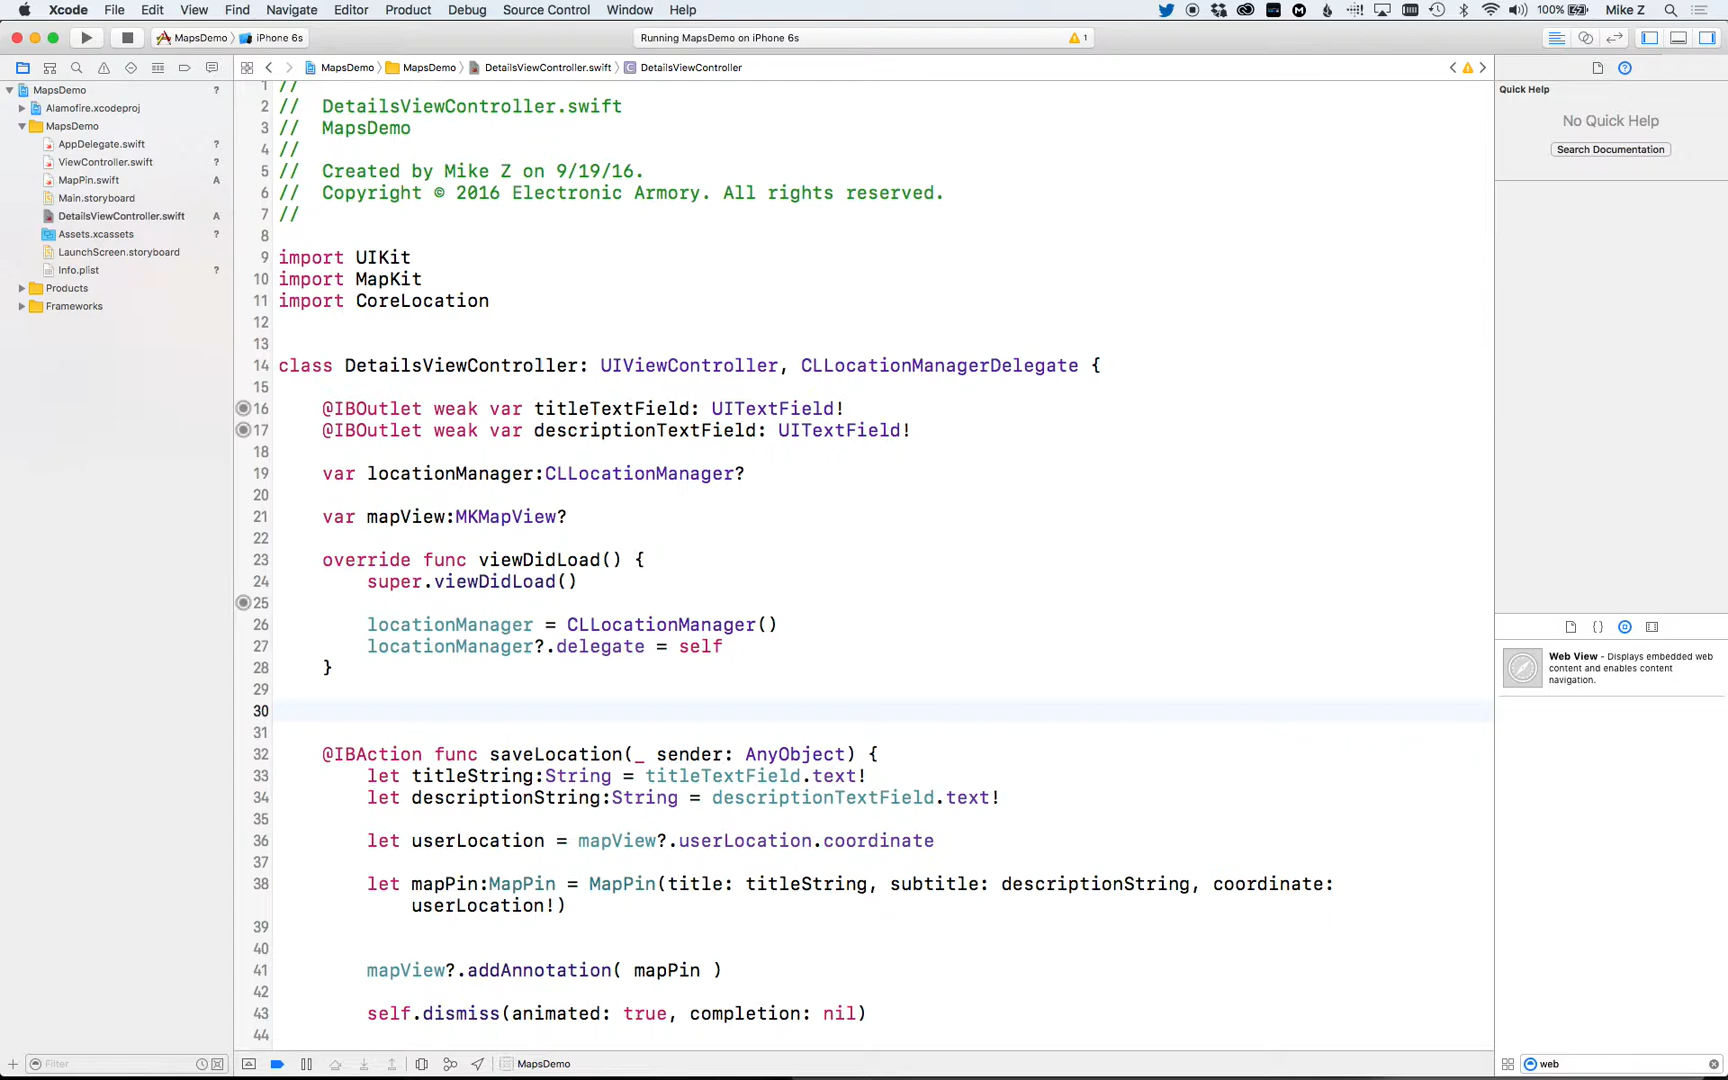 Xcode File Edit View Find Navigate Editor Product Debug Source Control Window Help 100% Mike Z
MapsDemo iPhone 6s Running MapsDemo on iPhone 6s 1
MapsDemo MapsDemo DetailsViewController.swift DetailsViewController
MapsDemo ?
Alamofire.xcodeproj
MapsDemo
AppDelegate.swift ?
ViewController.swift ?
MapPin.swift A
Main.storyboard
DetailsViewController.swift A
Assets.xcassets ?
LaunchScreen.storyboard
Info.plist ?
Products
Frameworks
1 //
2 // DetailsViewController.swift
3 // MapsDemo
4 //
5 // Created by Mike Z on 9/19/16.
6 // Copyright © 2016 Electronic Armory. All rights reserved.
7 //
8
9 import UIKit
10 import MapKit
11 import CoreLocation
12
13
14 class DetailsViewController: UIViewController, CLLocationManagerDelegate {
15
16 @IBOutlet weak var titleTextField: UITextField!
17 @IBOutlet weak var descriptionTextField: UITextField!
18
19 var locationManager:CLLocationManager?
20
21 var mapView:MKMapView?
22
23 override func viewDidLoad() {
24 super.viewDidLoad()
25
26 locationManager = CLLocationManager()
27 locationManager?.delegate = self
28 }
29
30
31
32 @IBAction func saveLocation(_ sender: AnyObject) {
33 let titleString:String = titleTextField.text!
34 let descriptionString:String = descriptionTextField.text!
35
36 let userLocation = mapView?.userLocation.coordinate
37
38 let mapPin:MapPin = MapPin(title: titleString, subtitle: descriptionString, coordinate:
userLocation!)
39
40
41 mapView?.addAnnotation( mapPin )
42
43 self.dismiss(animated: true, completion: nil)
44
Quick Help
No Quick Help
Search Documentation
{ }
Web View - Displays embedded web
content and enables content
navigation.
Filter
MapsDemo
web